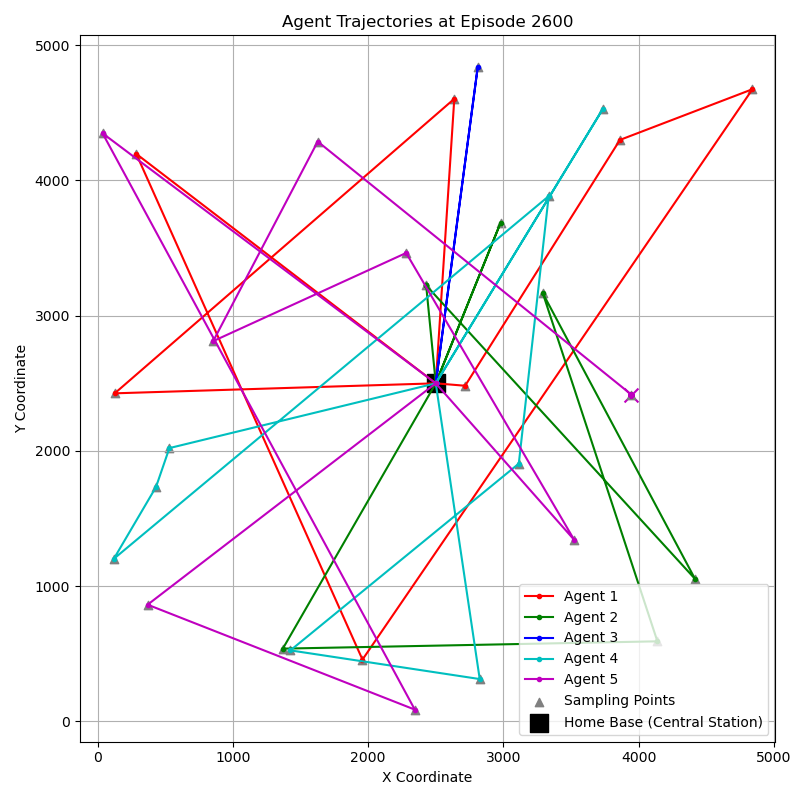 Agent Trajectories at Episode 2600
5000
4000
3000
2000
1000
0
Y Coordinate
Agent 1
Agent 2
Agent 3
Agent 4
Agent 5
Sampling Points
Home Base (Central Station)
0 1000 2000 3000 4000 5000
X Coordinate